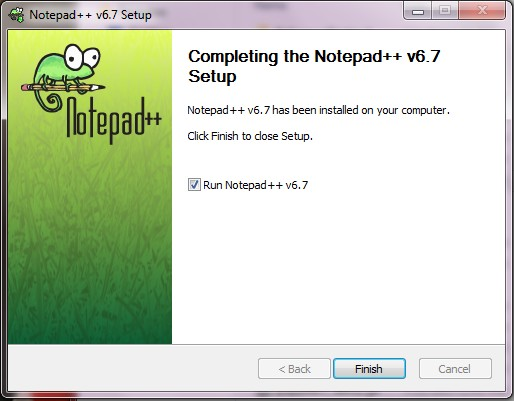 Notepad++ v6.7 Setup
Notepad++
Completing the Notepad++ v6.7
Setup
Notepad++ v6.7 has been installed on your computer.
Click Finish to close Setup.
Run Notepad++ v6.7
< Back
Finish
Cancel